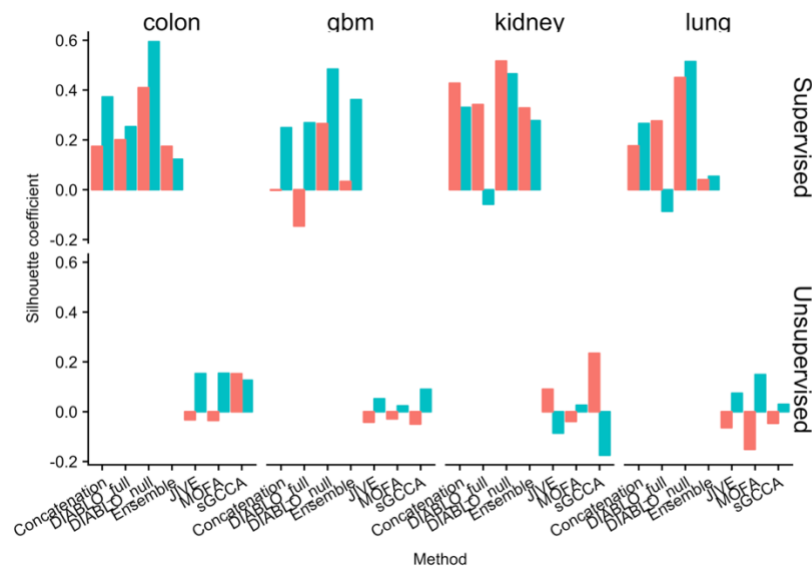 colon gbm kidney lung
0.6
0.4
0.2
0.0
-0.2
Supervised
Silhouette coefficient
0.6
0.4
0.2
0.0
-0.2
Unsupervised
Concatenation DIABLO_full DIABLO_null Ensemble JIVE MOFA sGCCA
Concatenation DIABLO_full DIABLO_null Ensemble JIVE MOFA sGCCA
Concatenation DIABLO_full DIABLO_null Ensemble JIVE MOFA sGCCA
Concatenation DIABLO_full DIABLO_null Ensemble JIVE MOFA sGCCA
Method